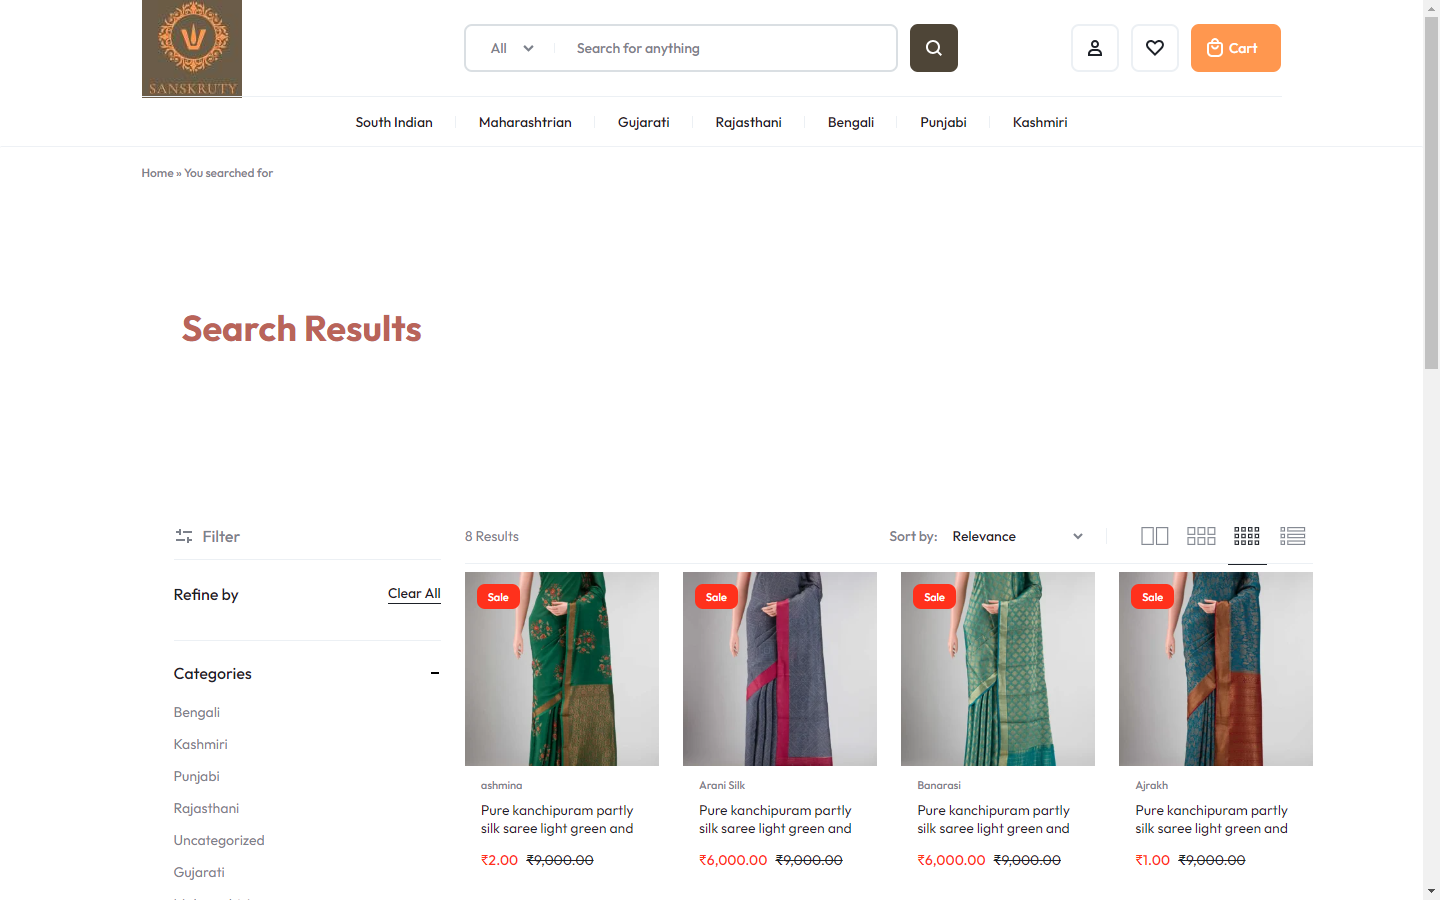 SANSKRUTY
All
Search for anything
Cart
South Indian
Maharashtrian
Gujarati
Rajasthani
Bengali
Punjabi
Kashmiri
Home » You searched for
Search Results
Filter
8 Results
Sort by: Relevance
Refine by
Clear All
Categories
Bengali
Kashmiri
Punjabi
Rajasthani
Uncategorized
Gujarati
Sale
ashmina
Pure kanchipuram partly
silk saree light green and
₹2.00 ₹9,000.00
Sale
Arani Silk
Pure kanchipuram partly
silk saree light green and
₹6,000.00 ₹9,000.00
Sale
Banarasi
Pure kanchipuram partly
silk saree light green and
₹6,000.00 ₹9,000.00
Sale
Ajrakh
Pure kanchipuram partly
silk saree light green and
₹1.00 ₹9,000.00